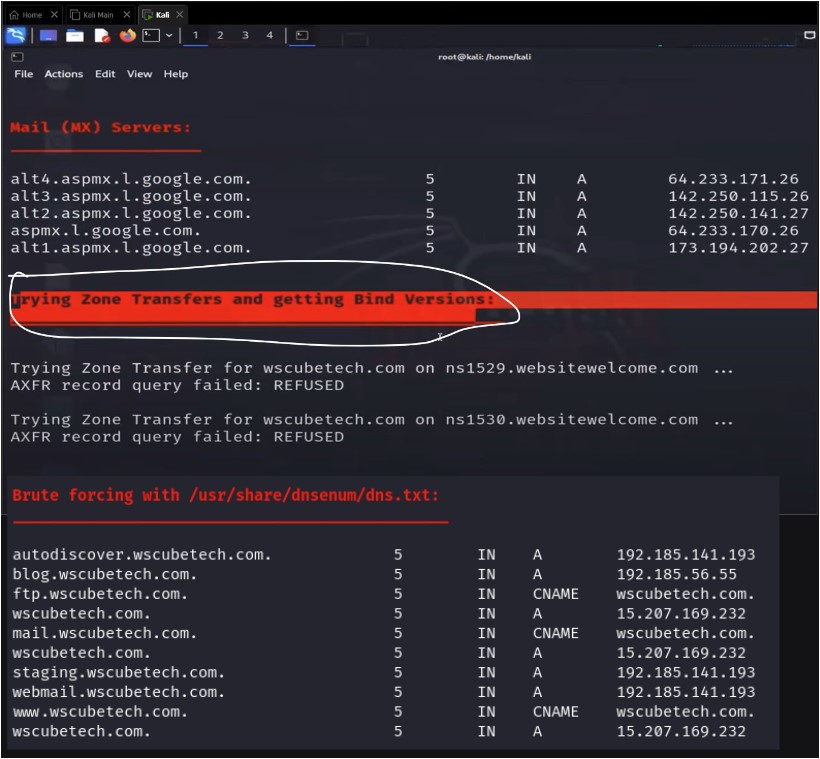 Home Kali Main Kali
1 2 3 4
root@kali: /home/kali
File Actions Edit View Help
Mail (MX) Servers:
alt4.aspmx.l.google.com. 5 IN A 64.233.171.26
alt3.aspmx.l.google.com. 5 IN A 142.250.115.26
alt2.aspmx.l.google.com. 5 IN A 142.250.141.27
aspmx.l.google.com. 5 IN A 64.233.170.26
alt1.aspmx.l.google.com. 5 IN A 173.194.202.27
Trying Zone Transfers and getting Bind Versions:
Trying Zone Transfer for wscubetech.com on ns1529.websitewelcome.com ...
AXFR record query failed: REFUSED
Trying Zone Transfer for wscubetech.com on ns1530.websitewelcome.com ...
AXFR record query failed: REFUSED
Brute forcing with /usr/share/dnsenum/dns.txt:
autodiscover.wscubetech.com. 5 IN A 192.185.141.193
blog.wscubetech.com. 5 IN A 192.185.56.55
ftp.wscubetech.com. 5 IN CNAME wscubetech.com.
wscubetech.com. 5 IN A 15.207.169.232
mail.wscubetech.com. 5 IN CNAME wscubetech.com.
wscubetech.com. 5 IN A 15.207.169.232
staging.wscubetech.com. 5 IN A 192.185.141.193
webmail.wscubetech.com. 5 IN A 192.185.141.193
www.wscubetech.com. 5 IN CNAME wscubetech.com.
wscubetech.com. 5 IN A 15.207.169.232